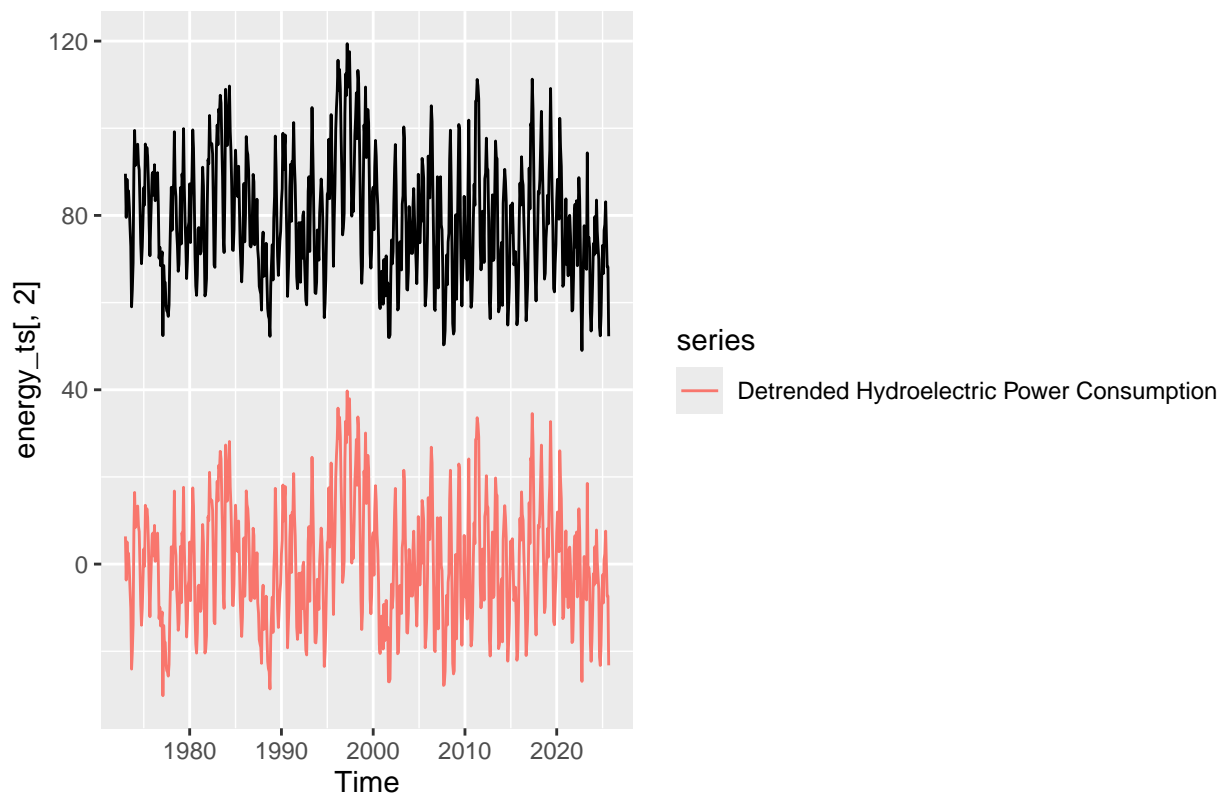 120
80
40
0
energy_ts[, 2]
1980 1990 2000 2010 2020
Time
series
Detrended Hydroelectric Power Consumption